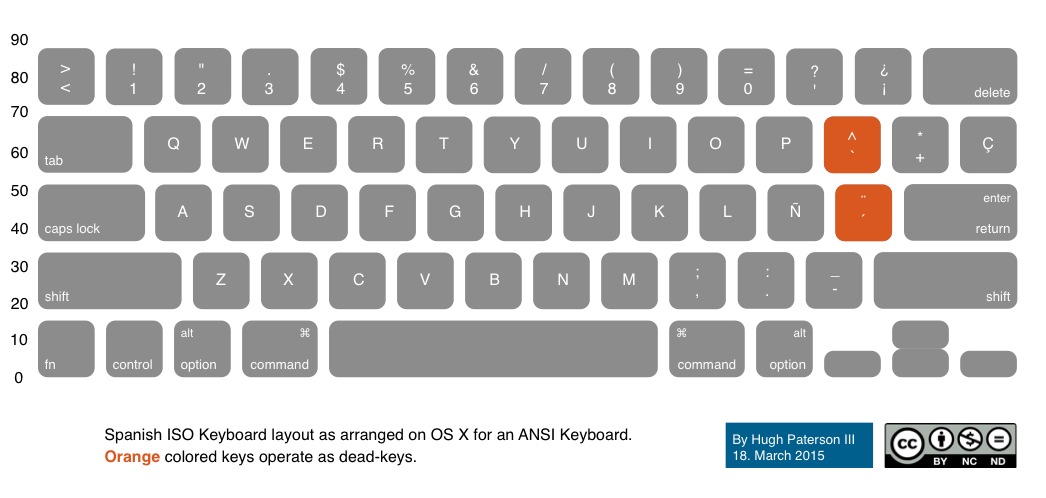 90
> ! " . $ % & / ( ) = ? ¿
80
< 1 2 3 4 5 6 7 8 9 0 ' ¡ delete
70
Q W E R T Y U I O P ^ * Ç
60
tab ` +
50
A S D F G H J K L Ñ ¨ enter
40
caps lock ´ return
30
Z X C V B N M ; : _
20
shift , . - shift
10
alt ⌘ ⌘ alt
fn control option command command option
0
Spanish ISO Keyboard layout as arranged on OS X for an ANSI Keyboard.
Orange colored keys operate as dead-keys.
By Hugh Paterson III
18. March 2015
cc
BY NC ND